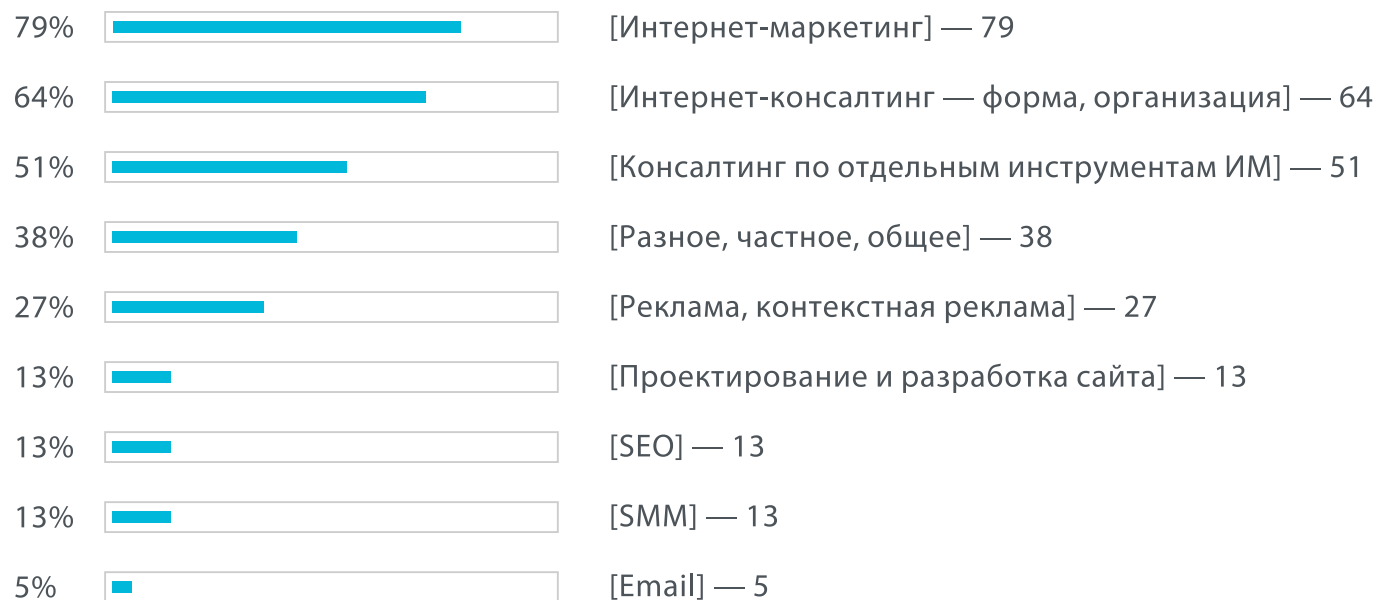 79% [Интернет-маркетинг] — 79
64% [Интернет-консалтинг — форма, организация] — 64
51% [Консалтинг по отдельным инструментам ИМ] — 51
38% [Разное, частное, общее] — 38
27% [Реклама, контекстная реклама] — 27
13% [Проектирование и разработка сайта] — 13
13% [SEO] — 13
13% [SMM] — 13
5% [Email] — 5